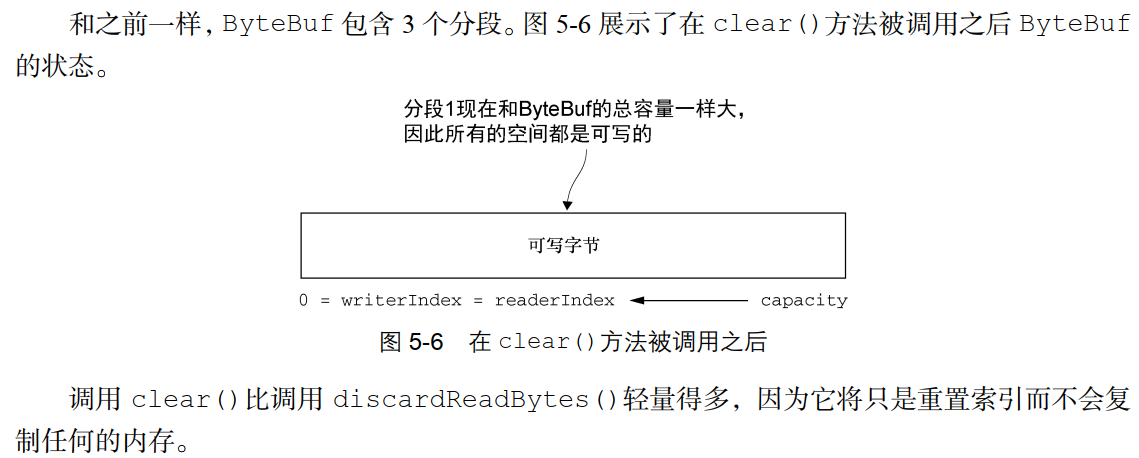 和之前一样，ByteBuf 包含 3 个分段。图 5-6 展示了在 clear()方法被调用之后 ByteBuf
的状态。
分段1现在和ByteBuf的总容量一样大，
因此所有的空间都是可写的
可写字节
0 = writerIndex = readerIndex
capacity
图 5-6 在 clear()方法被调用之后
调用 clear()比调用 discardReadBytes()轻量得多，因为它将只是重置索引而不会复
制任何的内存。